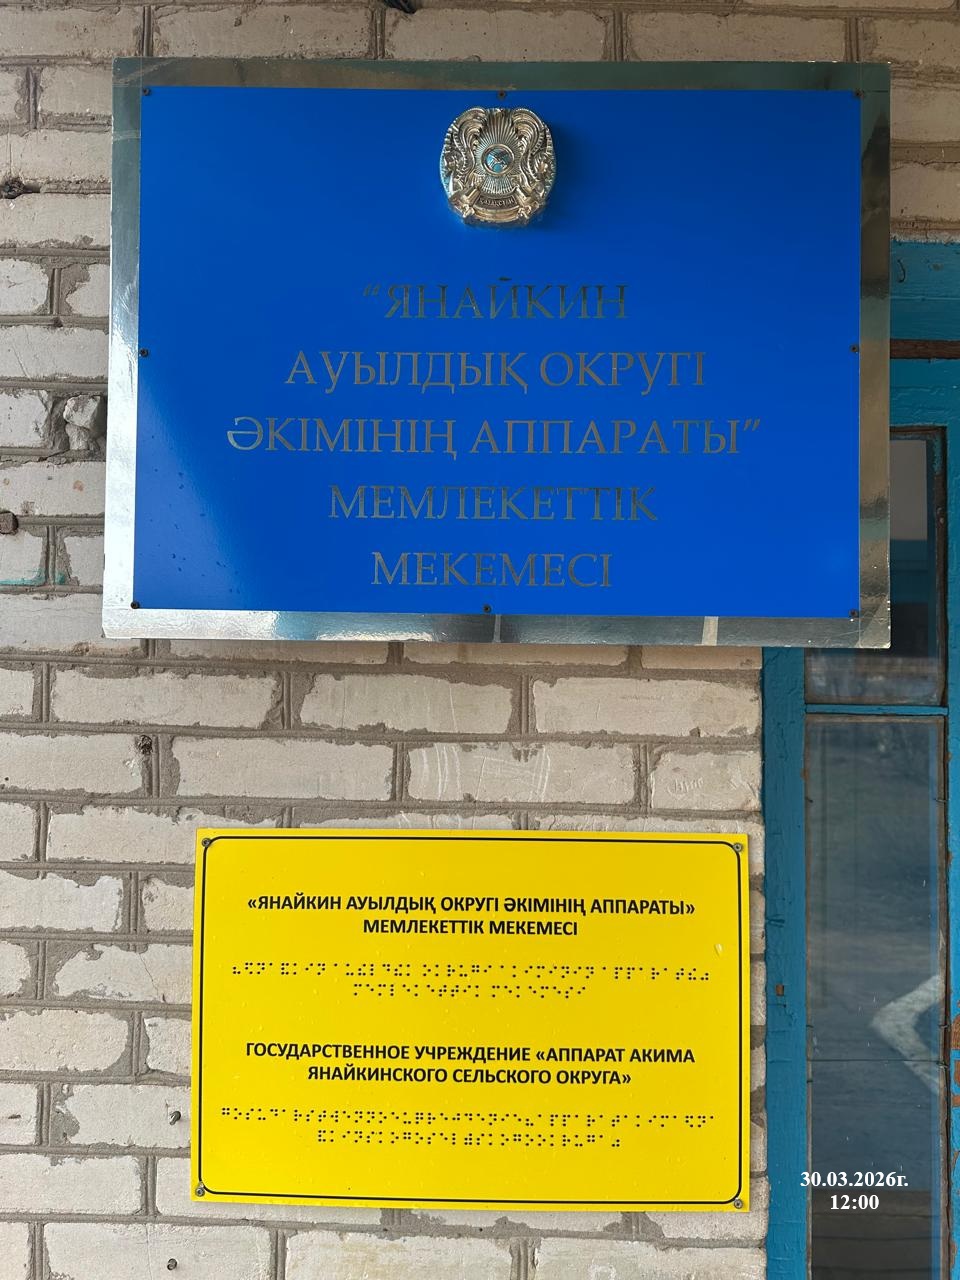 ҚАЗАҚСТАН
“ЯНАЙКИН
АУЫЛДЫҚ ОКРУГІ
ӘКІМІНІҢ АППАРАТЫ”
МЕМЛЕКЕТТІК
МЕКЕМЕСІ
«ЯНАЙКИН АУЫЛДЫҚ ОКРУГІ ӘКІМІНІҢ АППАРАТЫ»
МЕМЛЕКЕТТІК МЕКЕМЕСІ
ГОСУДАРСТВЕННОЕ УЧРЕЖДЕНИЕ «АППАРАТ АКИМА
ЯНАЙКИНСКОГО СЕЛЬСКОГО ОКРУГА»
30.03.2026г.
12:00